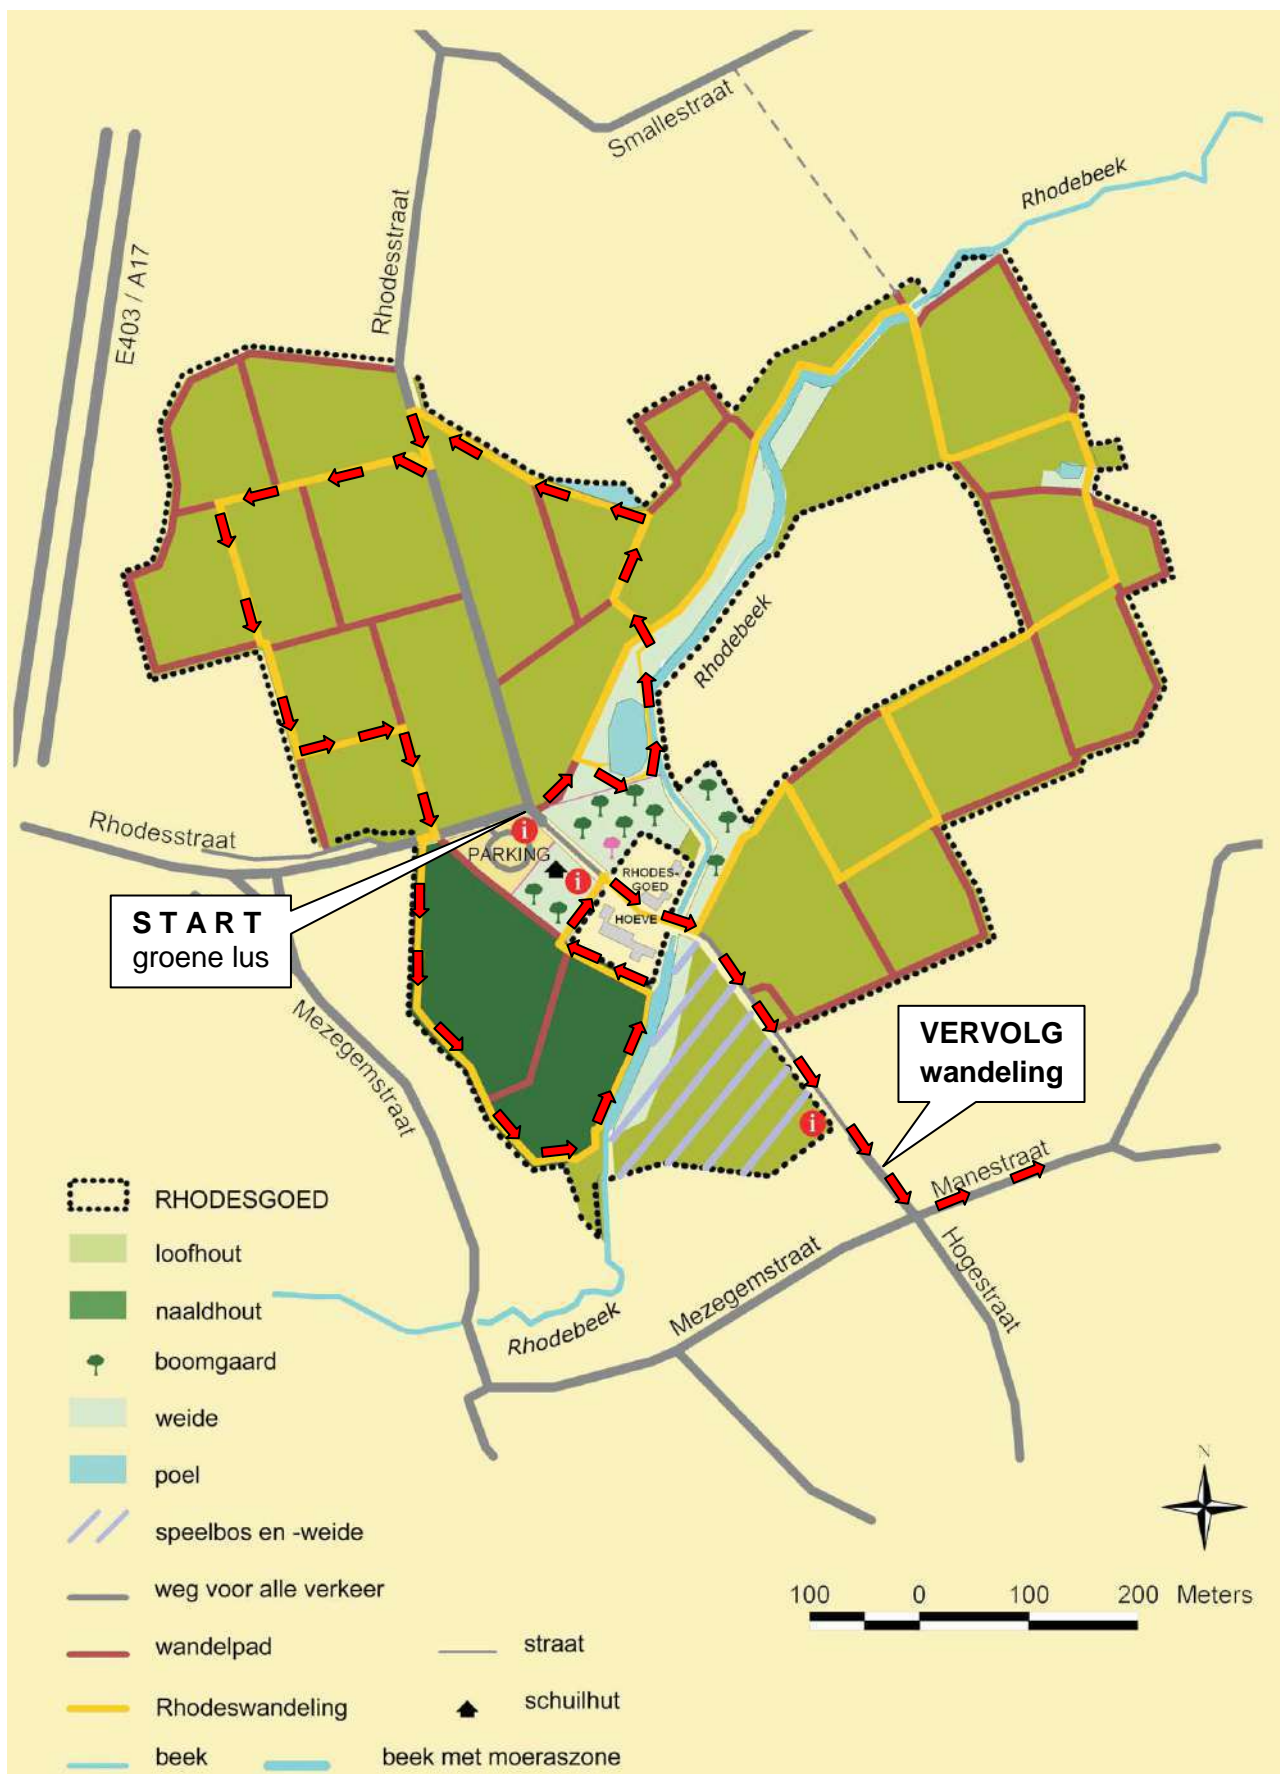 Smallestraat
Rhodebeek
Rhodesstraat
E403 / A17
Rhodebeek
Rhodesstraat
i
PARKING
RHODES-
GOED
i
HOEVE
START
groene lus
Mezegemstraat
VERVOLG
wandeling
i
Manestraat
Hogestraat
Mezegemstraat
Rhodebeek
RHODESGOED
loofhout
naaldhout
boomgaard
weide
poel
speelbos en -weide
weg voor alle verkeer
wandelpad
straat
Rhodeswandeling
schuilhut
beek
beek met moeraszone
N
100 0 100 200 Meters